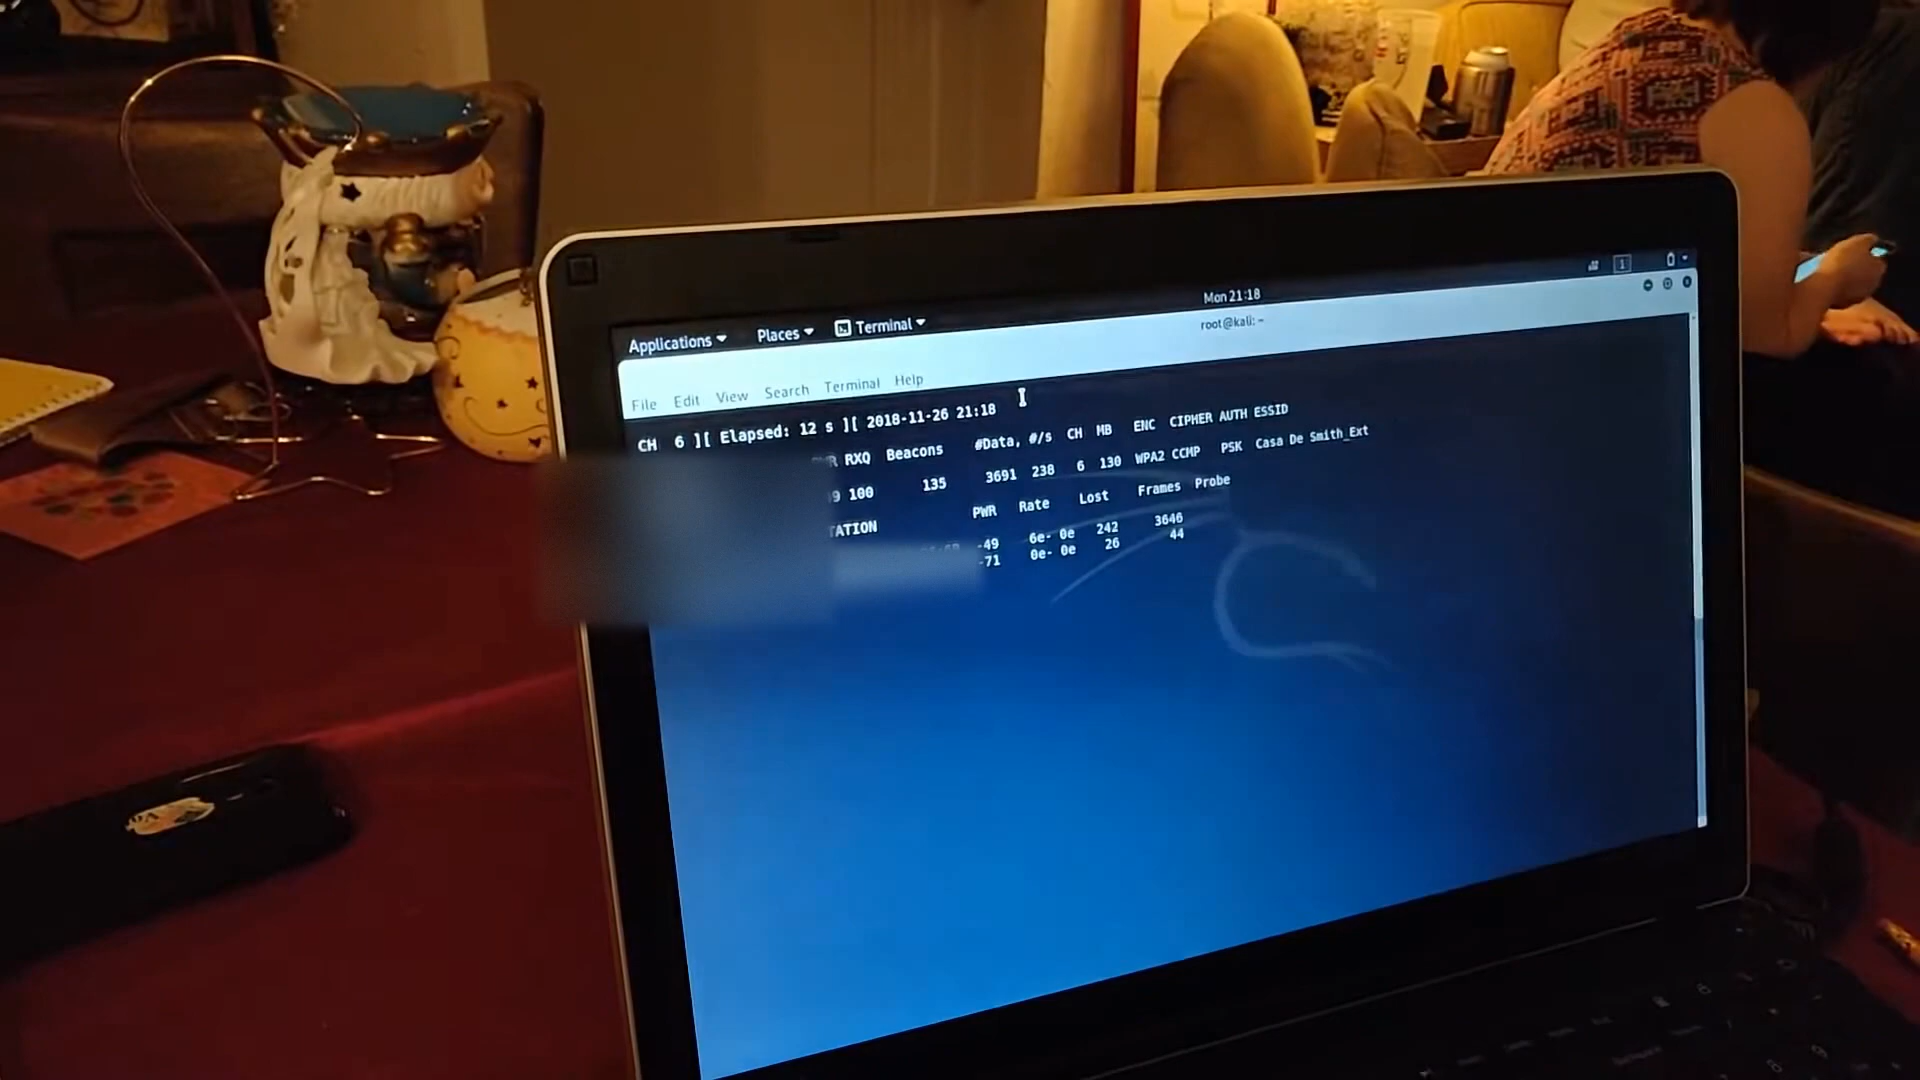 Mon 21:18
1
Applications Places Terminal
root@kali: ~
File Edit View Search Terminal Help
CH 6 ][ Elapsed: 12 s ][ 2018-11-26 21:18
RXQ Beacons #Data, #/s CH MB ENC CIPHER AUTH ESSID
100 135 3691 238 6 130 WPA2 CCMP PSK Casa De Smith_Ext
PWR Rate Lost Frames Probe
-49 6e- 0e 242 3646
-71 0e- 0e 26 44